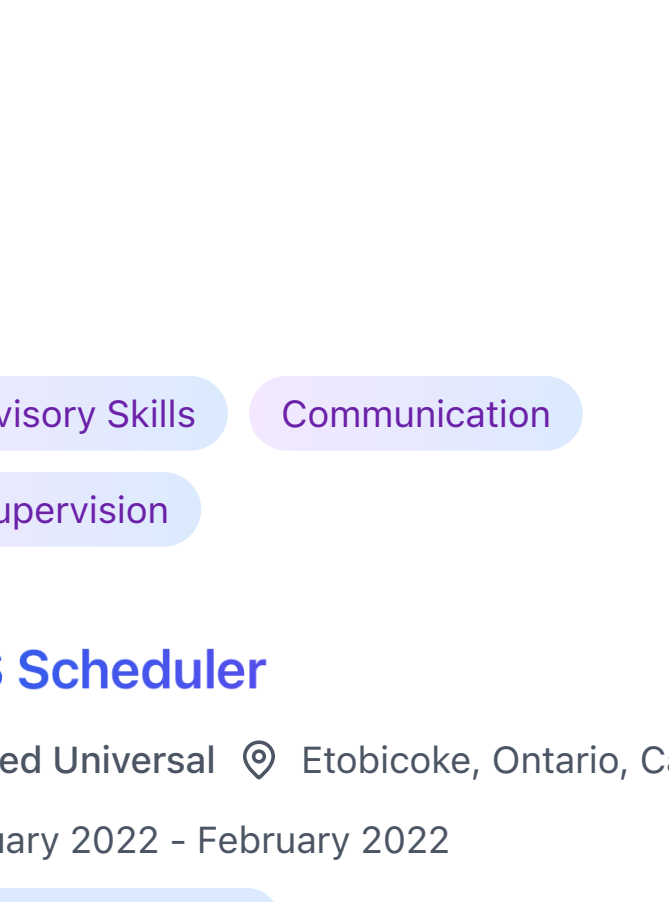 visory Skills Communication
upervision
S Scheduler
ed Universal Etobicoke, Ontario, Ca
uary 2022 - February 2022